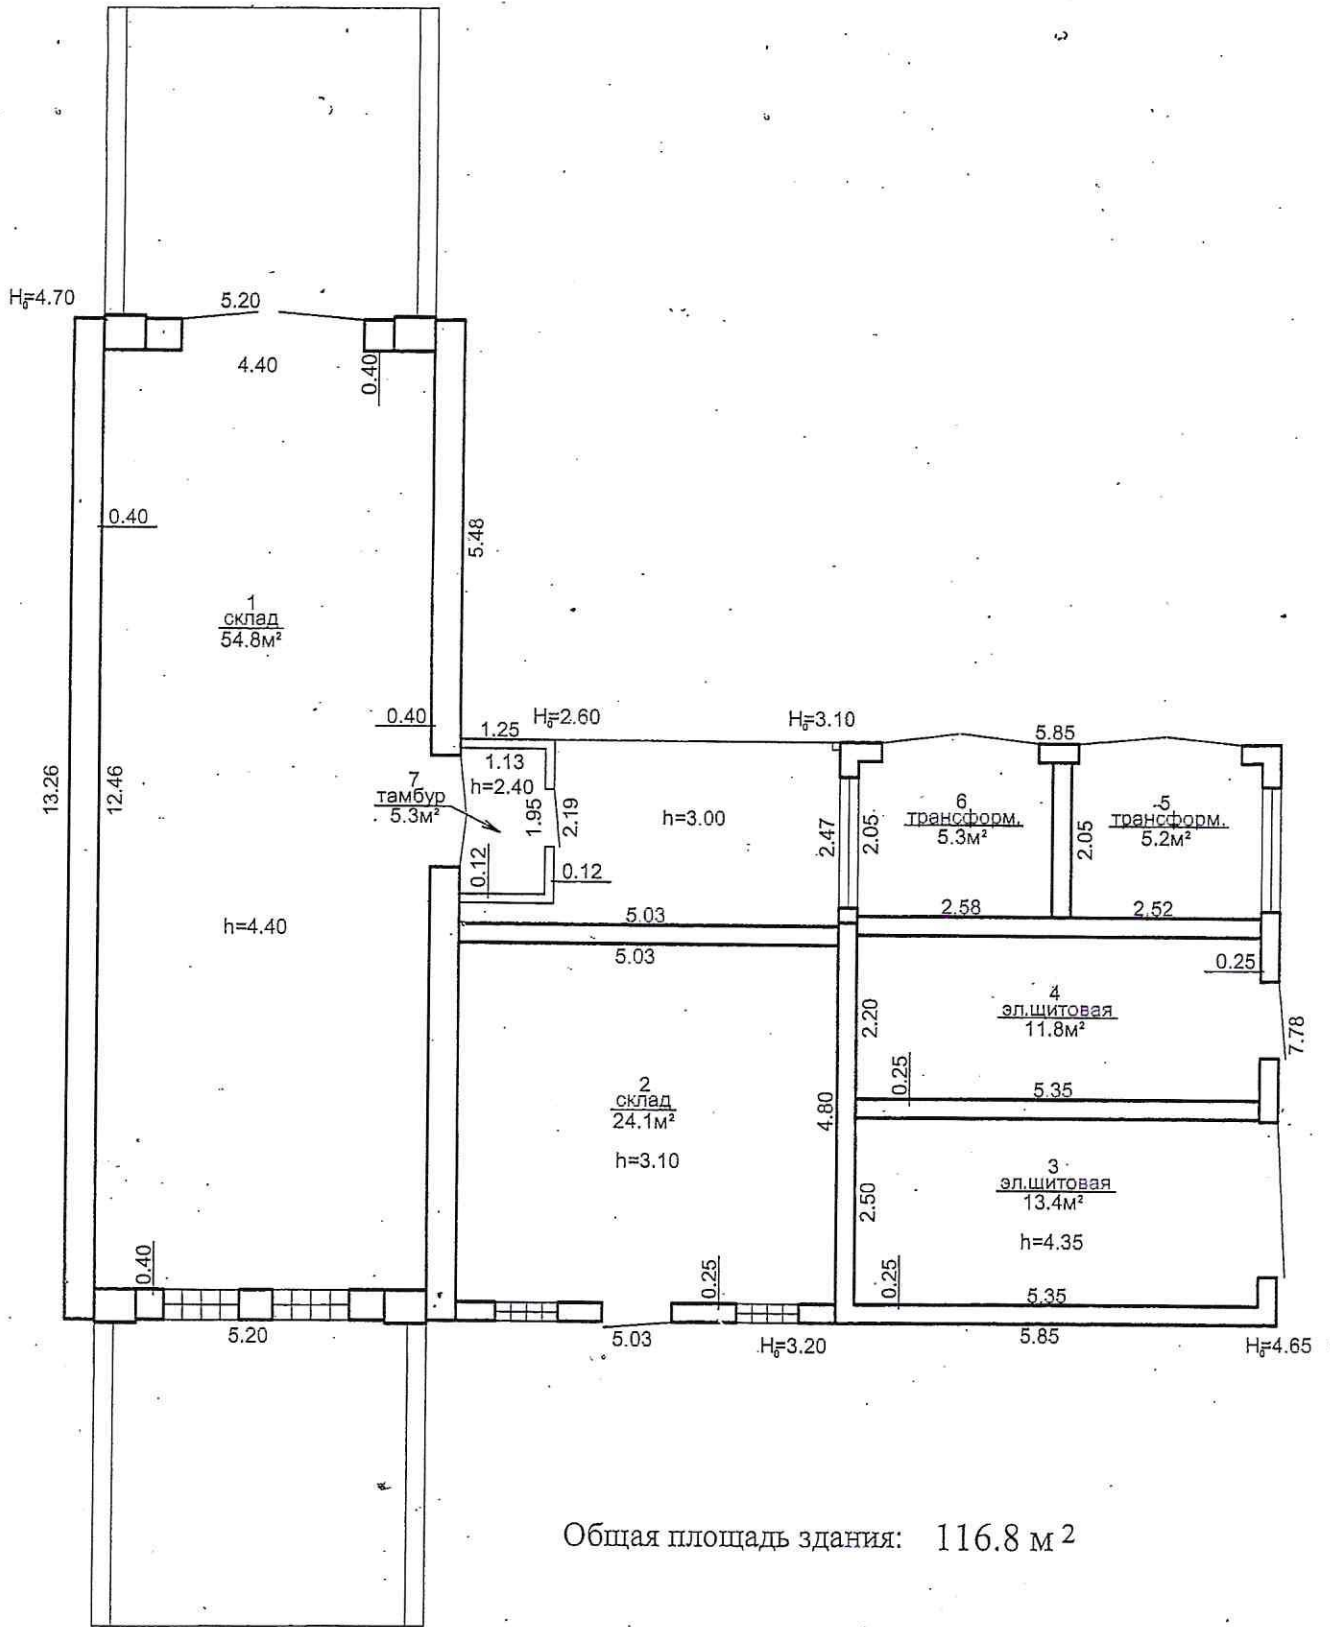 Hб=4.70
5.20
4.40
0.40
0.40
5.48
1
склад
54.8м²
0.40
1.25
Hб=2.60
Hб=3.10
5.85
13.26
12.46
7
тамбур
5.3м²
1.13
h=2.40
1.95
2.19
h=3.00
2.47
2.05
6
трансформ.
5.3м²
2.05
5
трансформ.
5.2м²
0.12
0.12
5.03
2.58
2.52
h=4.40
5.03
0.25
4
эл.щитовая
11.8м²
2.20
7.78
0.25
5.35
2
склад
24.1м²
4.80
h=3.10
3
эл.щитовая
13.4м²
2.50
h=4.35
0.40
0.25
0.25
5.35
5.20
5.03
Hб=3.20
5.85
Hб=4.65
Общая площадь здания: 116.8 м ²